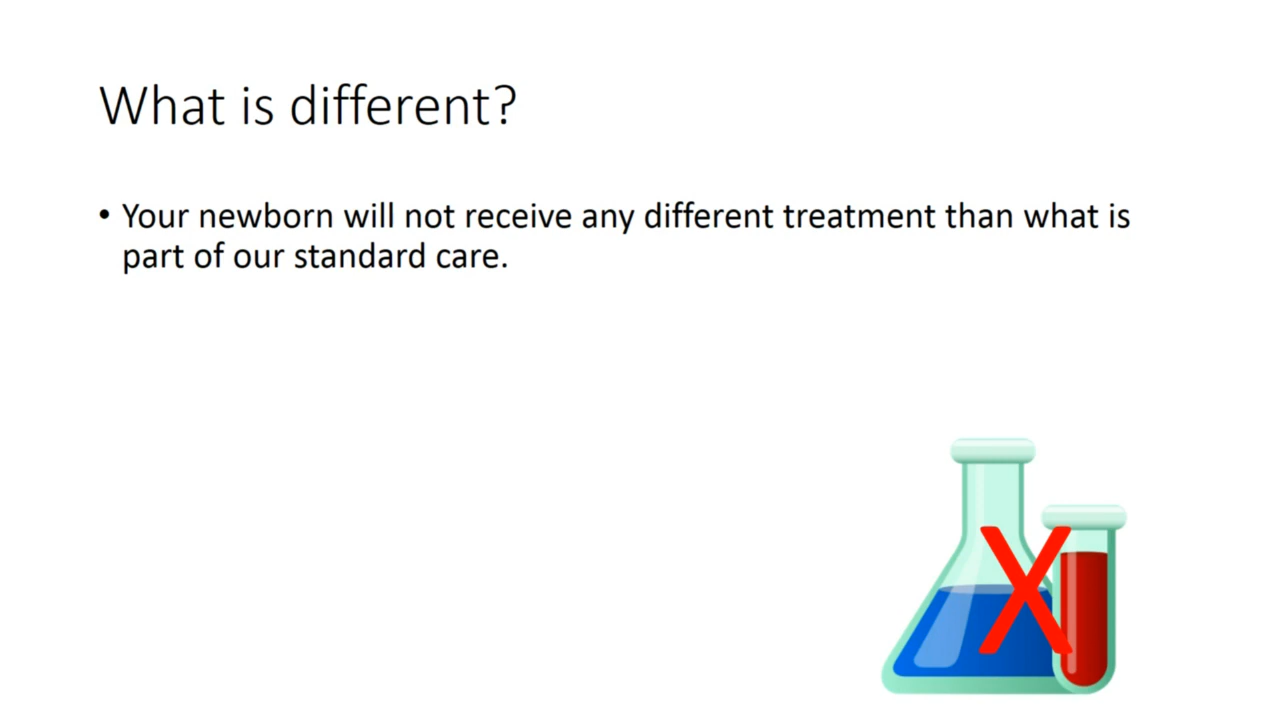 What is different?
• Your newborn will not receive any different treatment than what is
part of our standard care.
X